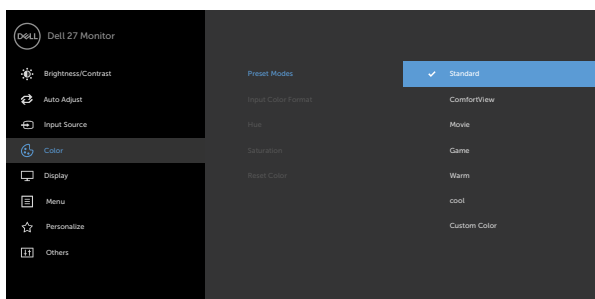 DELL Dell 27 Monitor
Brightness/Contrast Preset Modes Standard
Auto Adjust Input Color Format ComfortView
Input Source Hue Movie
Color Saturation Game
Display Reset Color Warm
Menu cool
Personalize Custom Color
Others